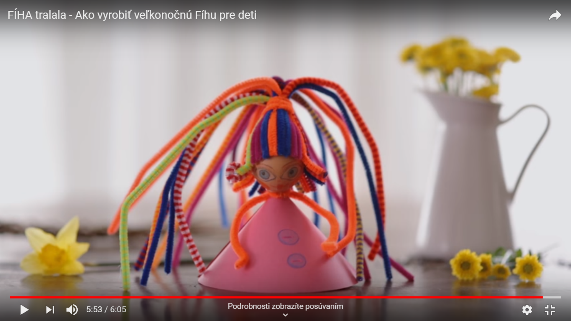 FÍHA tralala - Ako vyrobiť veľkonočnú Fíhu pre deti
5:53 / 6:05
Podrobnosti zobrazíte posúvaním